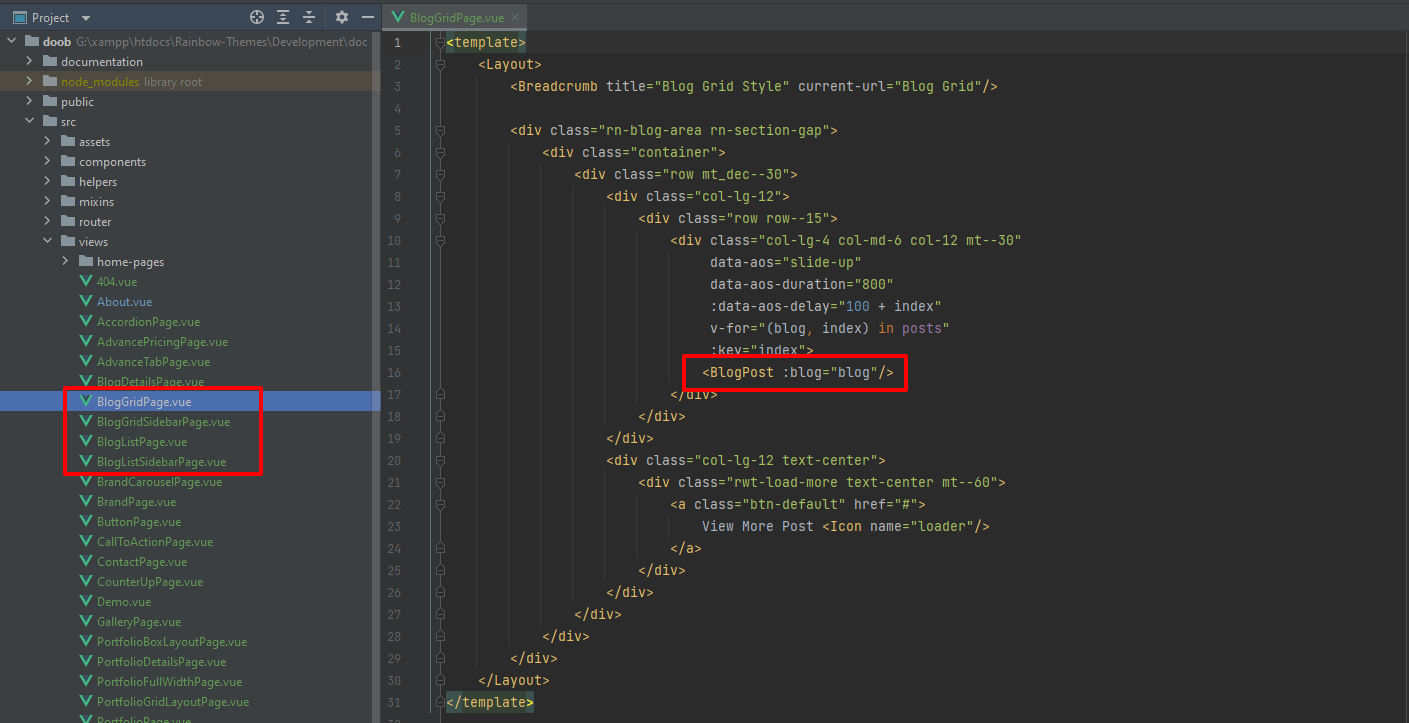 Project
doob G:\xampp\htdocs\Rainbow-Themes\Development\doc
documentation
node_modules library root
public
src
assets
components
helpers
mixins
router
views
home-pages
404.vue
About.vue
AccordionPage.vue
AdvancePricingPage.vue
AdvanceTabPage.vue
BlogDetailsPage.vue
BlogGridPage.vue
BlogGridSidebarPage.vue
BlogListPage.vue
BlogListSidebarPage.vue
BrandCarouselPage.vue
BrandPage.vue
ButtonPage.vue
CallToActionPage.vue
ContactPage.vue
CounterUpPage.vue
Demo.vue
GalleryPage.vue
PortfolioBoxLayoutPage.vue
PortfolioDetailsPage.vue
PortfolioFullWidthPage.vue
PortfolioGridLayoutPage.vue
PortfolioPage.vue
BlogGridPage.vue
1 <template>
2 <Layout>
3 <Breadcrumb title="Blog Grid Style" current-url="Blog Grid"/>
4
5 <div class="rn-blog-area rn-section-gap">
6 <div class="container">
7 <div class="row mt_dec--30">
8 <div class="col-lg-12">
9 <div class="row row--15">
10 <div class="col-lg-4 col-md-6 col-12 mt--30"
11 data-aos="slide-up"
12 data-aos-duration="800"
13 :data-aos-delay="100 + index"
14 v-for="(blog, index) in posts"
15 :key="index">
16 <BlogPost :blog="blog"/>
17 </div>
18 </div>
19 </div>
20 <div class="col-lg-12 text-center">
21 <div class="rwt-load-more text-center mt--60">
22 <a class="btn-default" href="#">
23 View More Post <Icon name="loader"/>
24 </a>
25 </div>
26 </div>
27 </div>
28 </div>
29 </div>
30 </Layout>
31 </template>